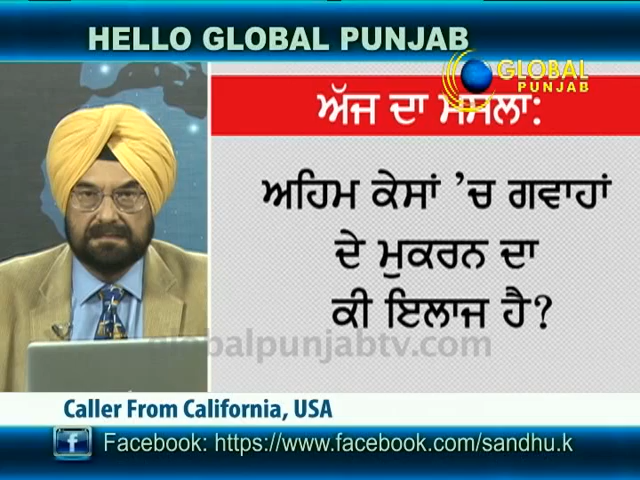 HELLO GLOBAL PUNJAB
GLOBAL
PUNJAB
ਅੱਜ ਦਾ ਮਸਲਾ:
ਅਹਿਮ ਕੇਸਾਂ ’ਚ ਗਵਾਹਾਂ
ਦੇ ਮੁਕਰਨ ਦਾ
ਕੀ ਇਲਾਜ ਹੈ?
globalpunjabtv.com
Caller From California, USA
f Facebook: https://www.facebook.com/sandhu.k